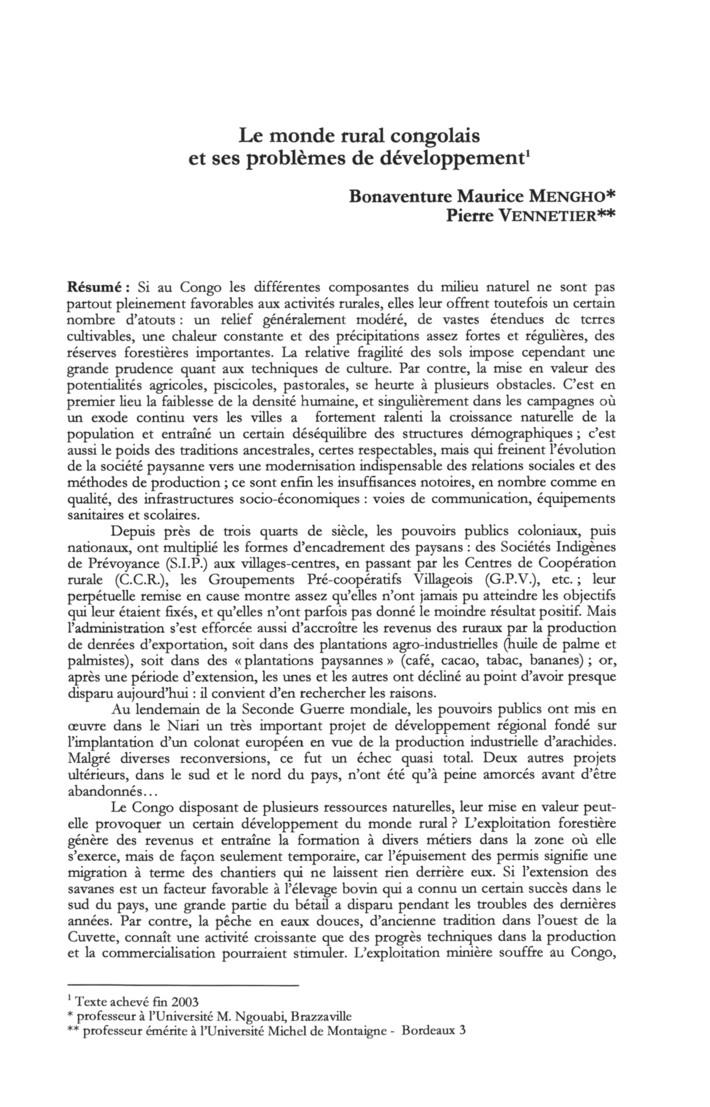 Le monde rural congolais
et ses problèmes de développement¹
Bonaventure Maurice MENGHO*
Pierre VENNETIER**
Résumé : Si au Congo les différentes composantes du milieu naturel ne sont pas
partout pleinement favorables aux activités rurales, elles leur offrent toutefois un certain
nombre d'atouts : un relief généralement modéré, de vastes étendues de terres
cultivables, une chaleur constante et des précipitations assez fortes et régulières, des
réserves forestières importantes. La relative fragilité des sols impose cependant une
grande prudence quant aux techniques de culture. Par contre, la mise en valeur des
potentialités agricoles, piscicoles, pastorales, se heurte à plusieurs obstacles. C'est en
premier lieu la faiblesse de la densité humaine, et singulièrement dans les campagnes où
un exode continu vers les villes a fortement ralenti la croissance naturelle de la
population et entraîné un certain déséquilibre des structures démographiques ; c'est
aussi le poids des traditions ancestrales, certes respectables, mais qui freinent l'évolution
de la société paysanne vers une modernisation indispensable des relations sociales et des
méthodes de production ; ce sont enfin les insuffisances notoires, en nombre comme en
qualité, des infrastructures socio-économiques : voies de communication, équipements
sanitaires et scolaires.
Depuis près de trois quarts de siècle, les pouvoirs publics coloniaux, puis
nationaux, ont multiplié les formes d'encadrement des paysans : des Sociétés Indigènes
de Prévoyance (S.I.P.) aux villages-centres, en passant par les Centres de Coopération
rurale (C.C.R.), les Groupements Pré-coopératifs Villageois (G.P.V.), etc. ; leur
perpétuelle remise en cause montre assez qu'elles n'ont jamais pu atteindre les objectifs
qui leur étaient fixés, et qu'elles n'ont parfois pas donné le moindre résultat positif. Mais
l'administration s'est efforcée aussi d'accroître les revenus des ruraux par la production
de denrées d'exportation, soit dans des plantations agro-industrielles (huile de palme et
palmistes), soit dans des « plantations paysannes » (café, cacao, tabac, bananes) ; or,
après une période d'extension, les unes et les autres ont décliné au point d'avoir presque
disparu aujourd'hui : il convient d'en rechercher les raisons.
Au lendemain de la Seconde Guerre mondiale, les pouvoirs publics ont mis en
œuvre dans le Niari un très important projet de développement régional fondé sur
l'implantation d'un colonat européen en vue de la production industrielle d'arachides.
Malgré diverses reconversions, ce fut un échec quasi total. Deux autres projets
ultérieurs, dans le sud et le nord du pays, n'ont été qu'à peine amorcés avant d'être
abandonnés…
Le Congo disposant de plusieurs ressources naturelles, leur mise en valeur peut-
elle provoquer un certain développement du monde rural ? L'exploitation forestière
génère des revenus et entraîne la formation à divers métiers dans la zone où elle
s'exerce, mais de façon seulement temporaire, car l'épuisement des permis signifie une
migration à terme des chantiers qui ne laissent rien derrière eux. Si l'extension des
savanes est un facteur favorable à l'élevage bovin qui a connu un certain succès dans le
sud du pays, une grande partie du bétail a disparu pendant les troubles des dernières
années. Par contre, la pêche en eaux douces, d'ancienne tradition dans l'ouest de la
Cuvette, connaît une activité croissante que des progrès techniques dans la production
et la commercialisation pourraient stimuler. L'exploitation minière souffre au Congo,
¹ Texte achevé fin 2003
* professeur à l'Université M. Ngouabi, Brazzaville
** professeur émérite à l'Université Michel de Montaigne - Bordeaux 3